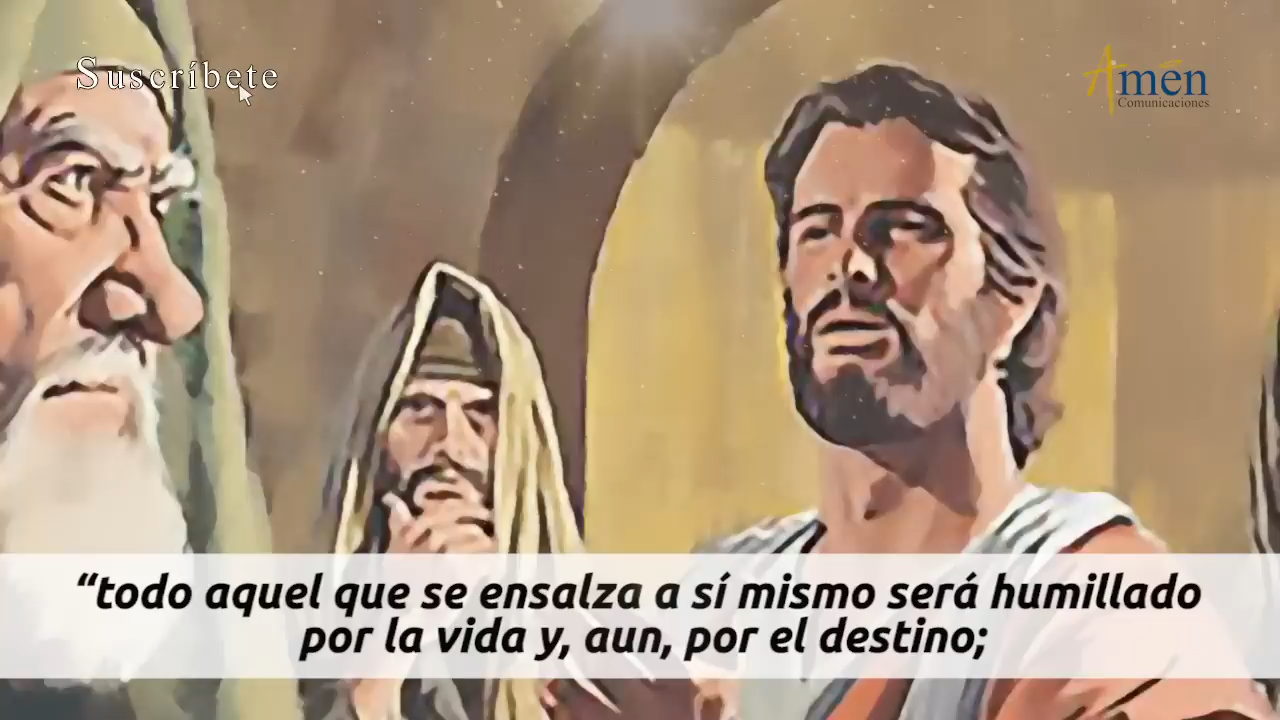 Suscríbete
Amén
Comunicaciones
“todo aquel que se ensalza a sí mismo será humillado
por la vida y, aun, por el destino;